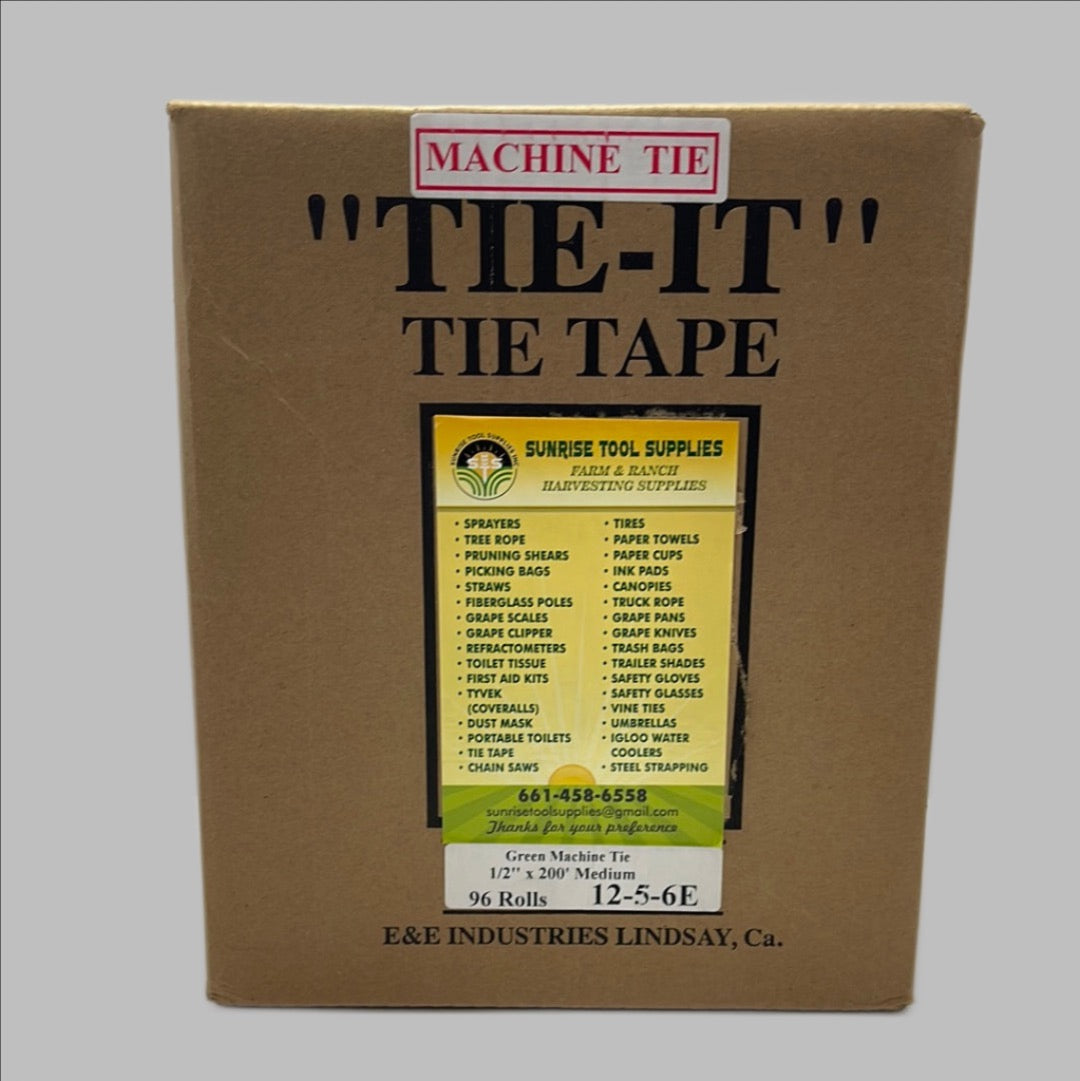 MACHINE TIE
"TIE-IT"
TIE TAPE
SUNRISE TOOL SUPPLIES INC
STS
SUNRISE TOOL SUPPLIES
FARM & RANCH
HARVESTING SUPPLIES
• SPRAYERS
• TREE ROPE
• PRUNING SHEARS
• PICKING BAGS
• STRAWS
• FIBERGLASS POLES
• GRAPE SCALES
• GRAPE CLIPPER
• REFRACTOMETERS
• TOILET TISSUE
• FIRST AID KITS
• TYVEK
(COVERALLS)
• DUST MASK
• PORTABLE TOILETS
• TIE TAPE
• CHAIN SAWS
• TIRES
• PAPER TOWELS
• PAPER CUPS
• INK PADS
• CANOPIES
• TRUCK ROPE
• GRAPE PANS
• GRAPE KNIVES
• TRASH BAGS
• TRAILER SHADES
• SAFETY GLOVES
• SAFETY GLASSES
• VINE TIES
• UMBRELLAS
• IGLOO WATER
COOLERS
• STEEL STRAPPING
661-458-6558
sunrisetoolsupplies@gmail.com
Thanks for your preference
Green Machine Tie
1/2" x 200' Medium
96 Rolls 12-5-6E
E&E INDUSTRIES LINDSAY, Ca.